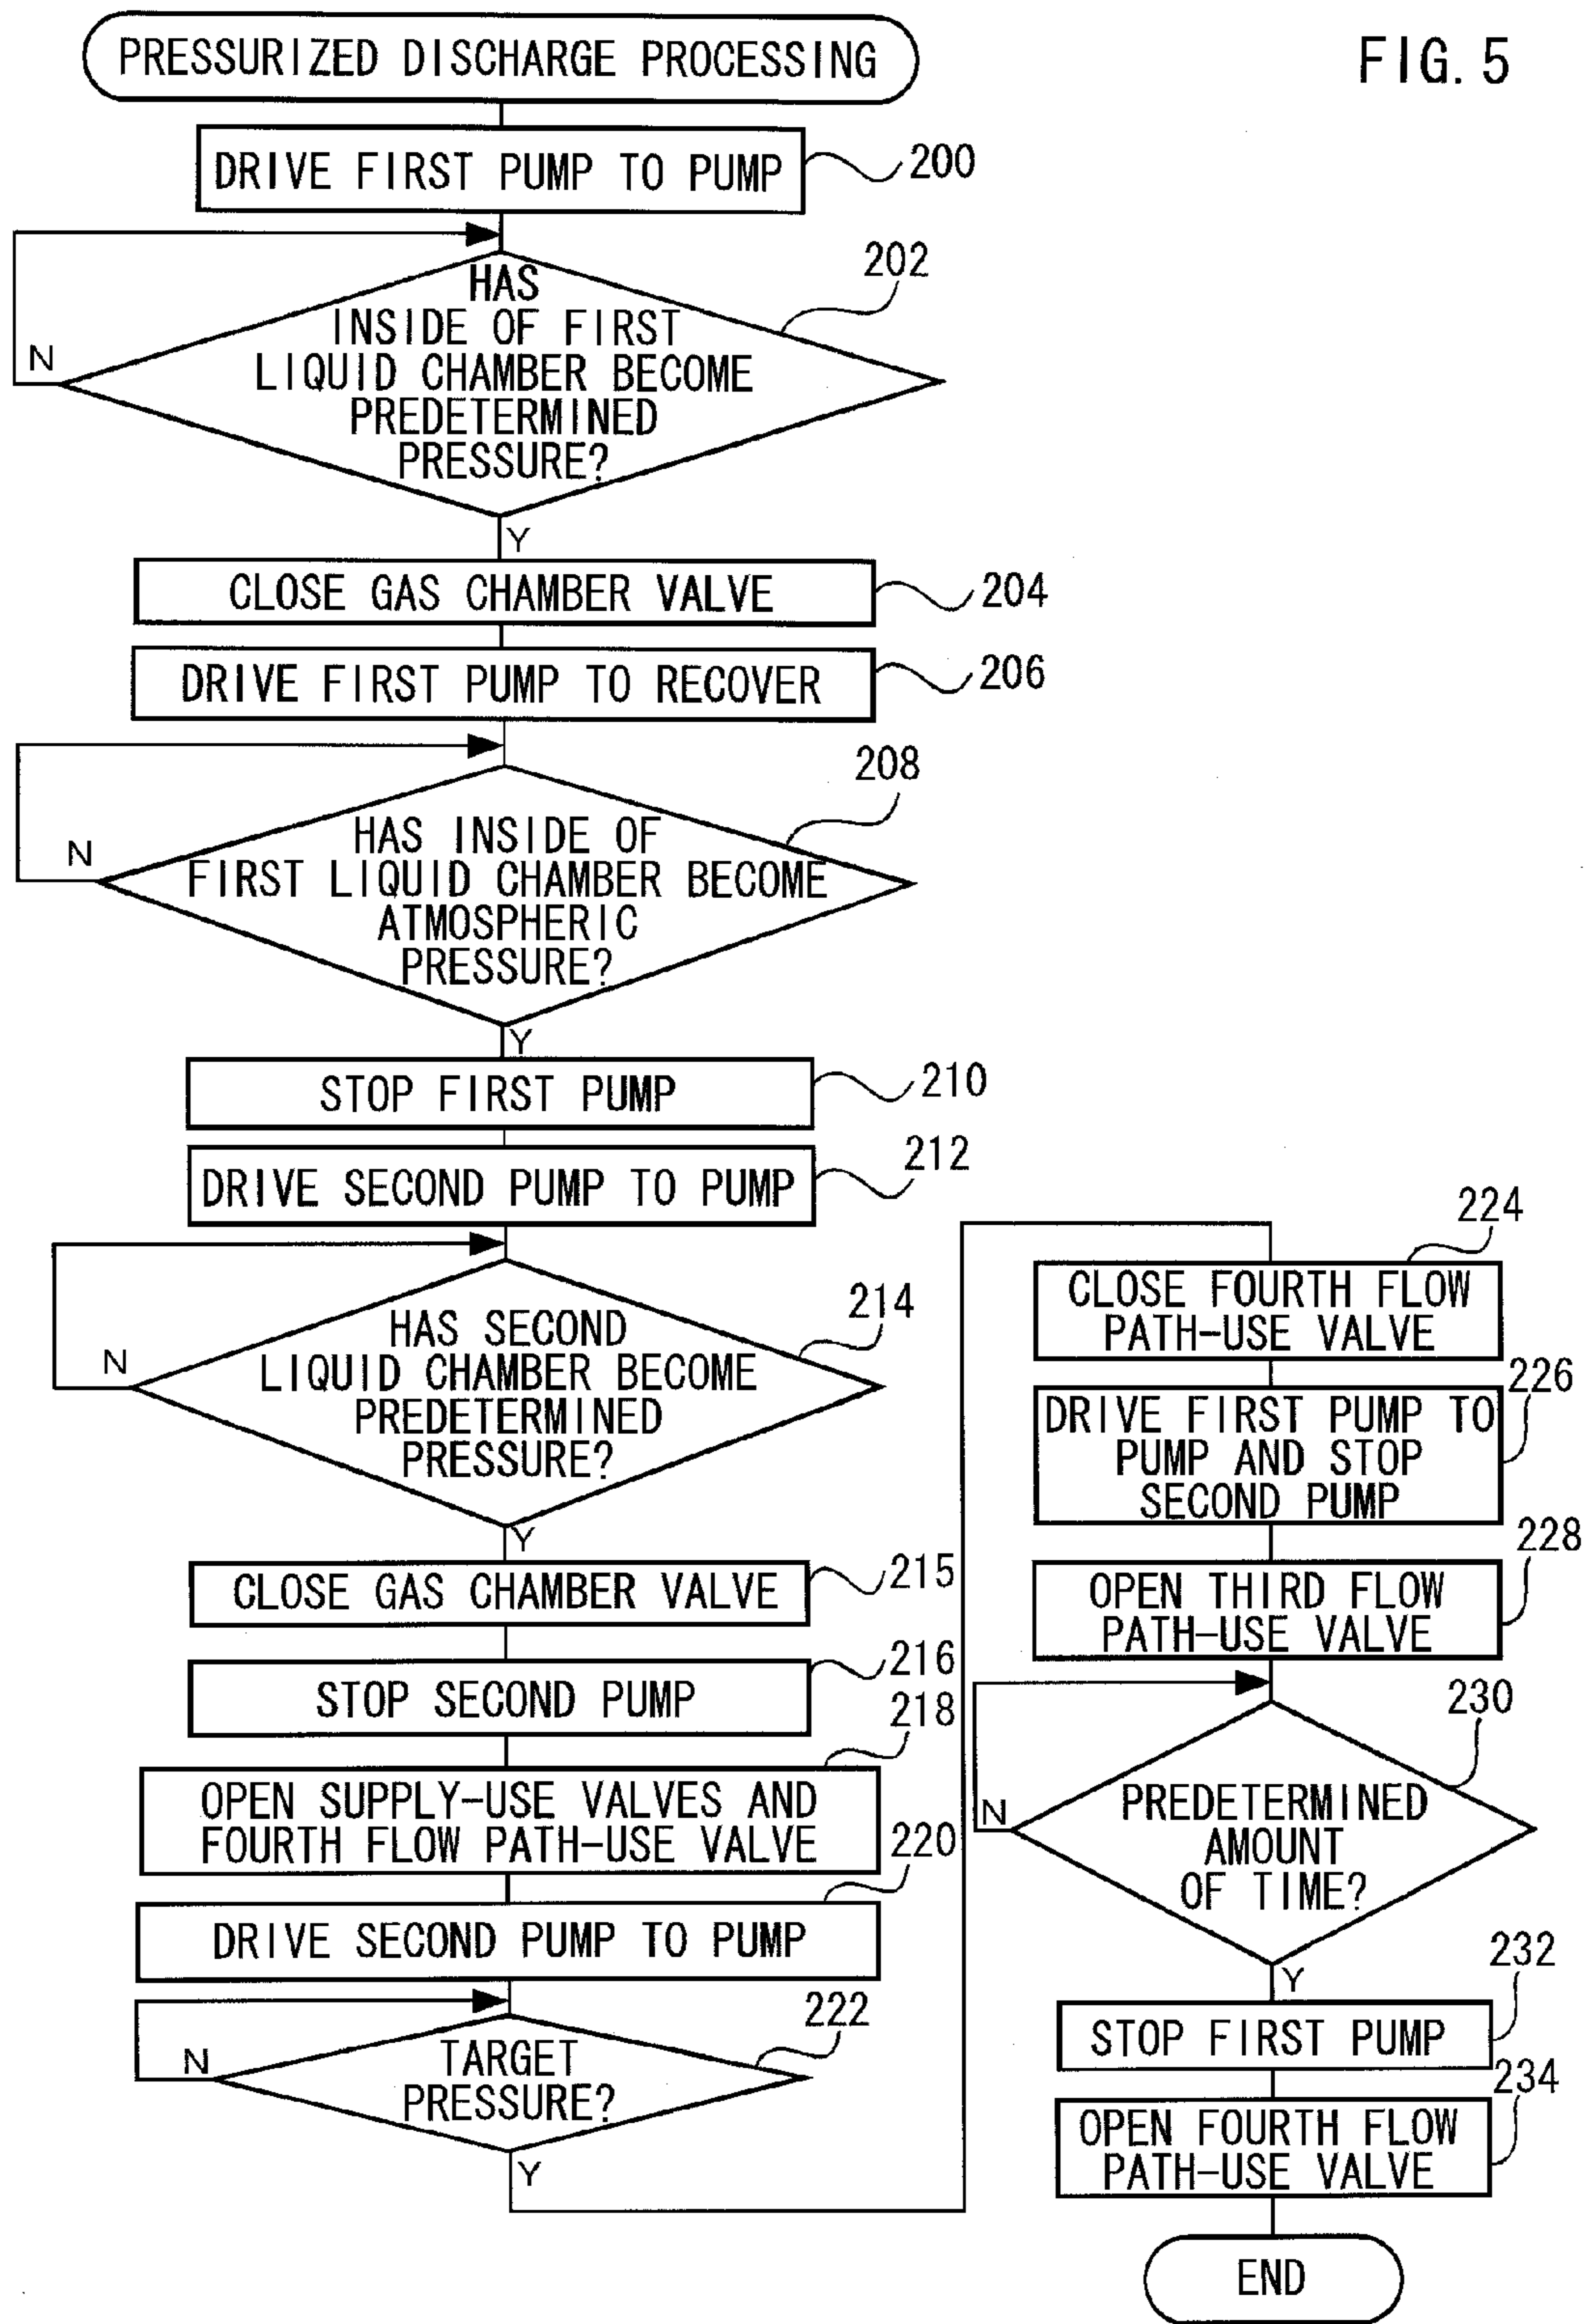 FIG. 5
PRESSURIZED DISCHARGE PROCESSING
DRIVE FIRST PUMP TO PUMP
200
HAS
INSIDE OF FIRST
LIQUID CHAMBER BECOME
PREDETERMINED
PRESSURE?
202
N
Y
CLOSE GAS CHAMBER VALVE
204
DRIVE FIRST PUMP TO RECOVER
206
HAS INSIDE OF
FIRST LIQUID CHAMBER BECOME
ATMOSPHERIC
PRESSURE?
208
N
Y
STOP FIRST PUMP
210
DRIVE SECOND PUMP TO PUMP
212
HAS SECOND
LIQUID CHAMBER BECOME
PREDETERMINED
PRESSURE?
214
N
Y
CLOSE GAS CHAMBER VALVE
215
STOP SECOND PUMP
216
OPEN SUPPLY-USE VALVES AND
FOURTH FLOW PATH-USE VALVE
218
DRIVE SECOND PUMP TO PUMP
220
TARGET
PRESSURE?
222
N
Y
CLOSE FOURTH FLOW
PATH-USE VALVE
224
DRIVE FIRST PUMP TO
PUMP AND STOP
SECOND PUMP
226
OPEN THIRD FLOW
PATH-USE VALVE
228
PREDETERMINED
AMOUNT
OF TIME?
230
N
Y
STOP FIRST PUMP
232
OPEN FOURTH FLOW
PATH-USE VALVE
234
END